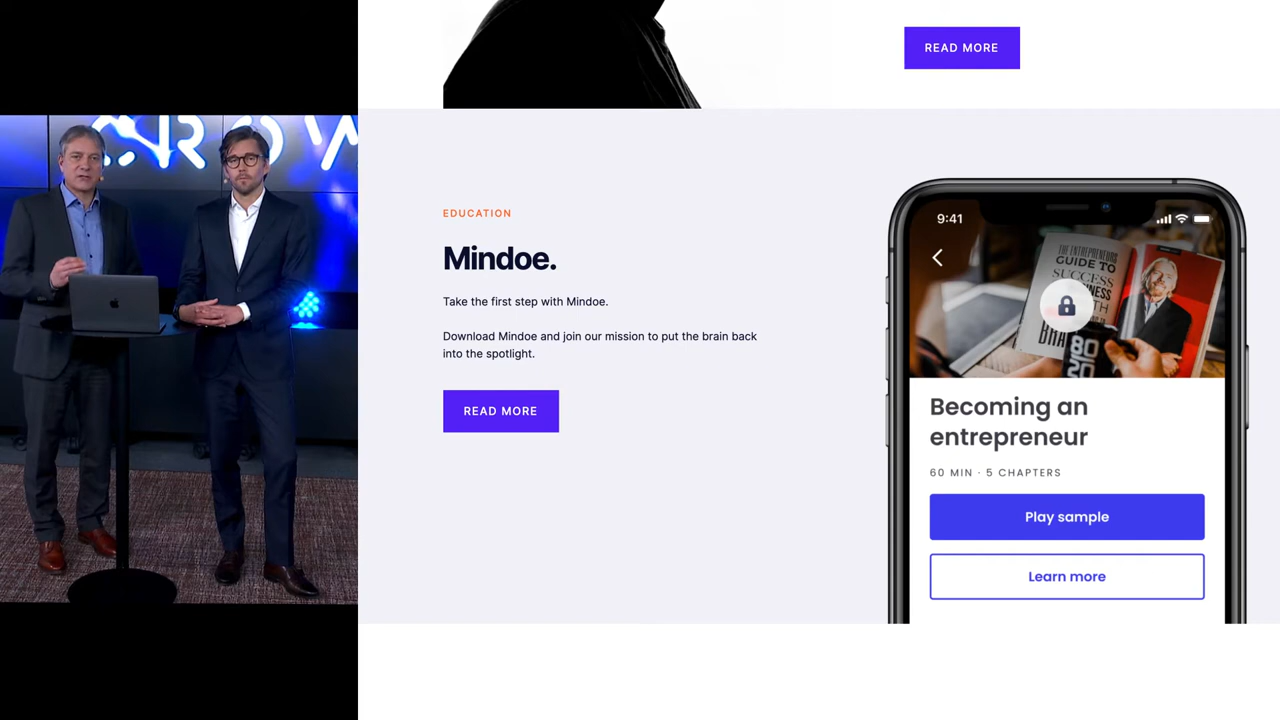 CROW
READ MORE
EDUCATION
Mindoe.
Take the first step with Mindoe.
Download Mindoe and join our mission to put the brain back
into the spotlight.
READ MORE
9:41
THE ENTREPRENEURS
GUIDE TO
SUCCESS
Becoming an
entrepreneur
60 MIN · 5 CHAPTERS
Play sample
Learn more